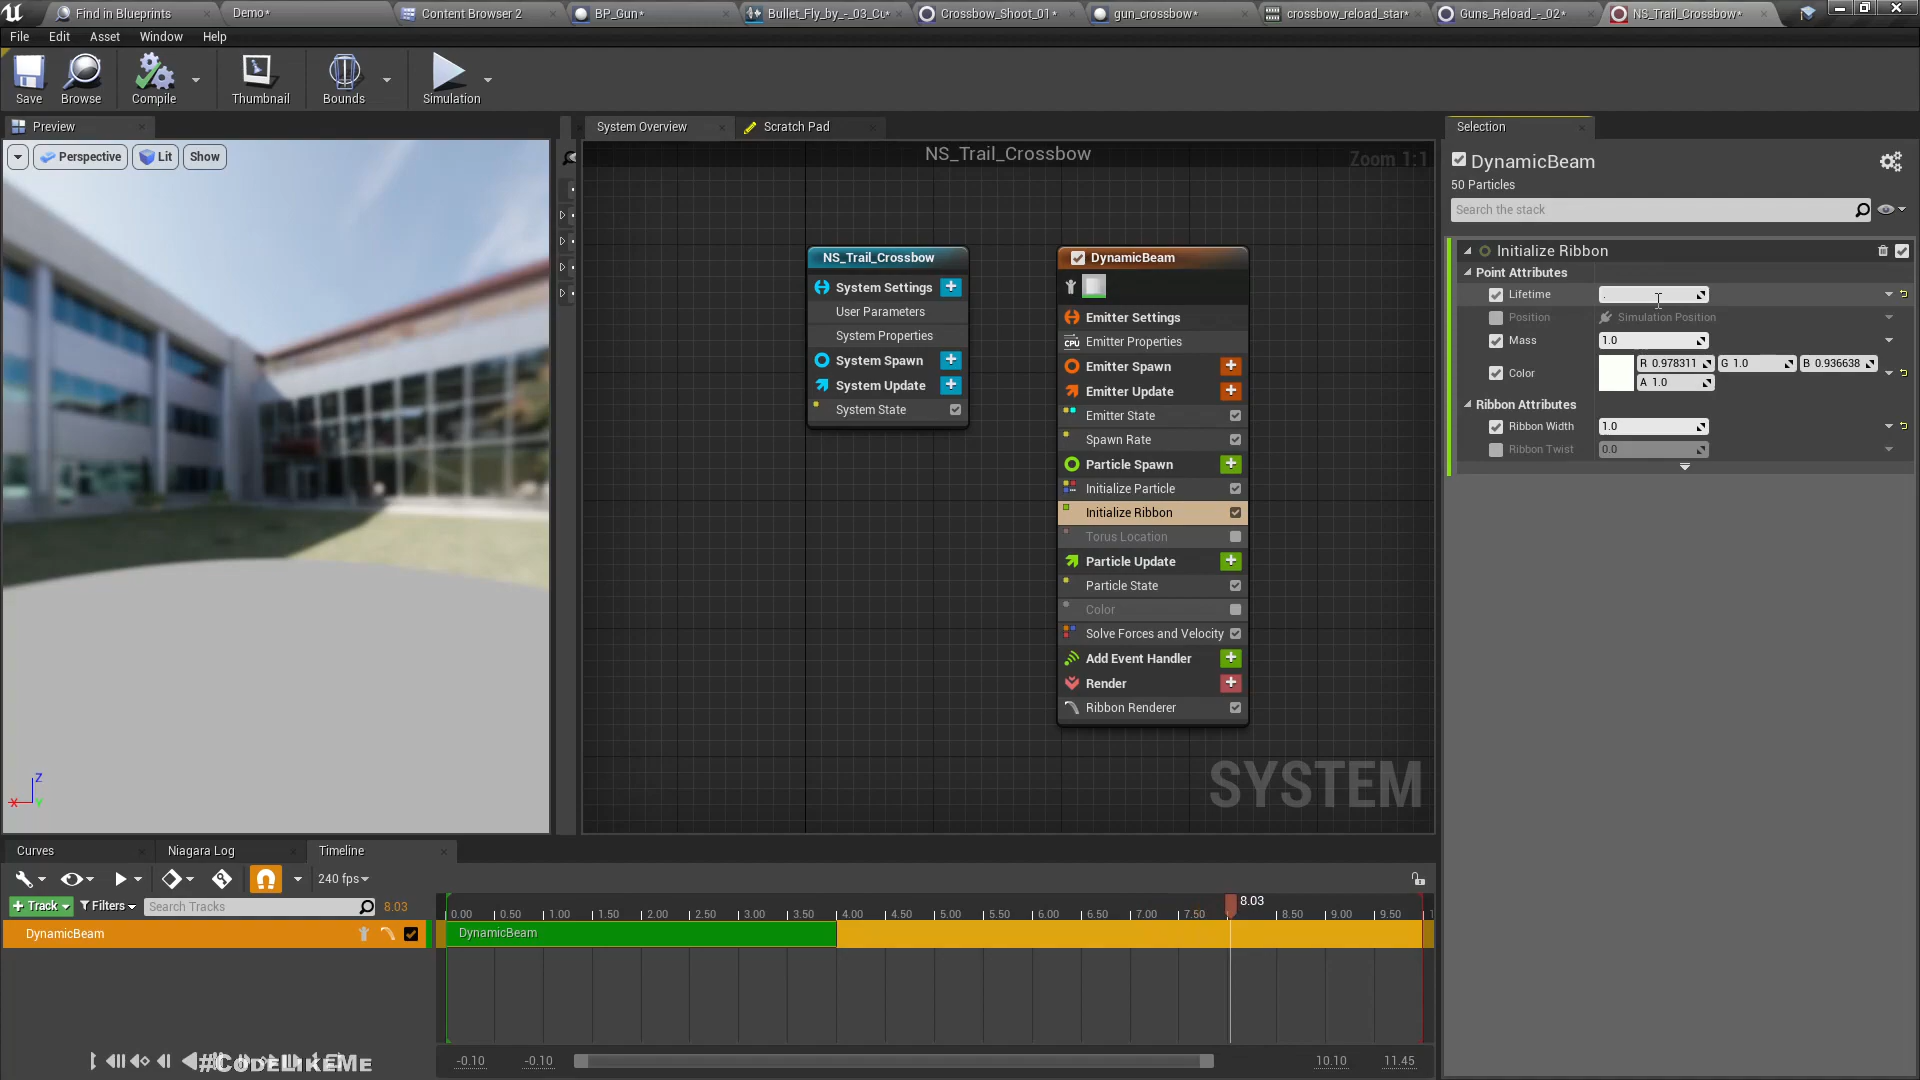 Find in Blueprints
Demo*
Content Browser 2
BP_Gun*
Bullet_Fly_by_-_03_Cu*
Crossbow_Shoot_01*
gun_crossbow*
crossbow_reload_star*
Guns_Reload_-_02*
NS_Trail_Crossbow*
File
Edit
Asset
Window
Help
Save
Browse
Compile
Thumbnail
Bounds
Simulation
Preview
System Overview
Scratch Pad
Selection
Perspective
Lit
Show
NS_Trail_Crossbow
Zoom 1:1
DynamicBeam
50 Particles
Search the stack
NS_Trail_Crossbow
System Settings
User Parameters
System Properties
System Spawn
System Update
System State
DynamicBeam
Emitter Settings
Emitter Properties
Emitter Spawn
Emitter Update
Emitter State
Spawn Rate
Particle Spawn
Initialize Particle
Initialize Ribbon
Torus Location
Particle Update
Particle State
Color
Solve Forces and Velocity
Add Event Handler
Render
Ribbon Renderer
Initialize Ribbon
Point Attributes
Lifetime .
Position Simulation Position
Mass 1.0
Color R 0.978311 G 1.0 B 0.936638
A 1.0
Ribbon Attributes
Ribbon Width 1.0
Ribbon Twist 0.0
SYSTEM
Z
X
Y
CPU
Curves
Niagara Log
Timeline
240 fps
Track
Filters
Search Tracks
8.03
0.00 0.50 1.00 1.50 2.00 2.50 3.00 3.50 4.00 4.50 5.00 5.50 6.00 6.50 7.00 7.50 8.50 9.00 9.50
8.03
DynamicBeam
DynamicBeam
#CodeLikeMe
-0.10
-0.10
10.10
11.45